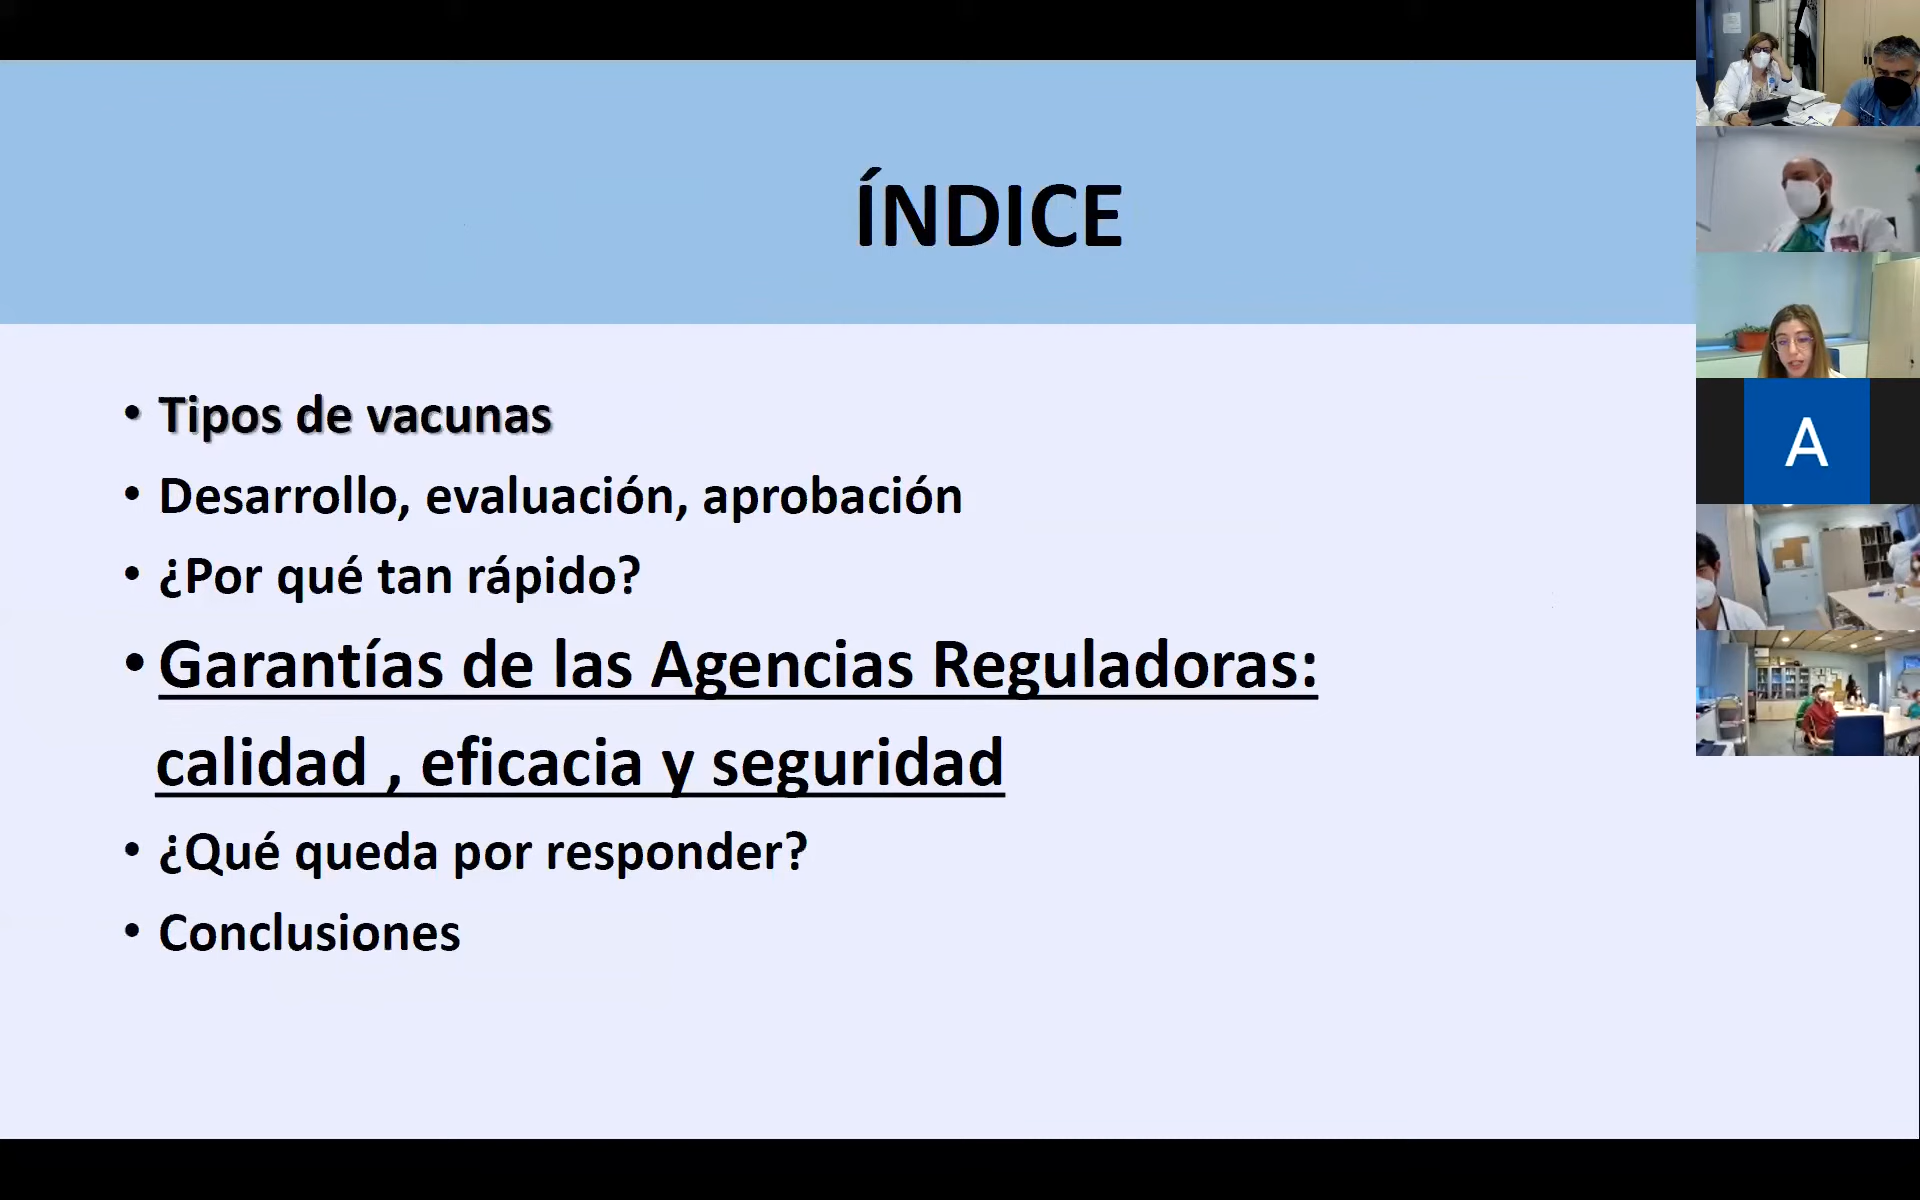 ÍNDICE
• Tipos de vacunas
• Desarrollo, evaluación, aprobación
• ¿Por qué tan rápido?
• Garantías de las Agencias Reguladoras:
calidad , eficacia y seguridad
• ¿Qué queda por responder?
• Conclusiones
A